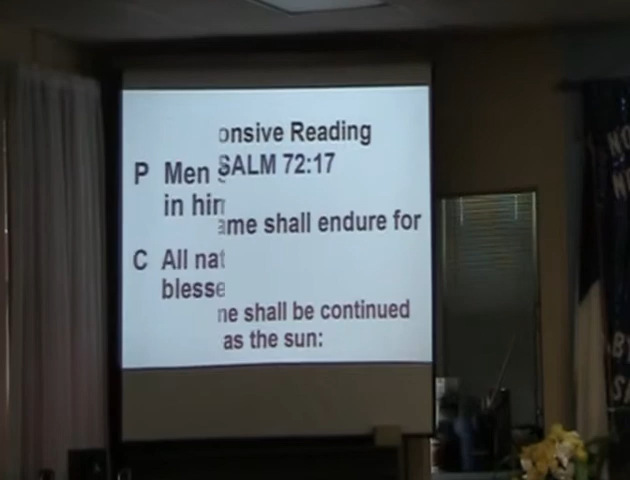 onsive Reading
SALM 72:17
P Men s
in hin
ame shall endure for
C All nat
blesse
ne shall be continued
as the sun: